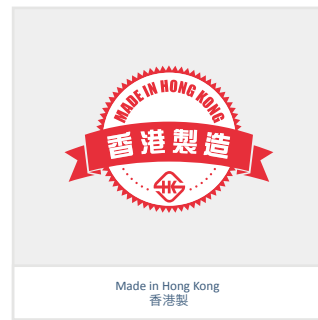 MADE IN HONG KONG
香港製造
HK
Made in Hong Kong
香港製